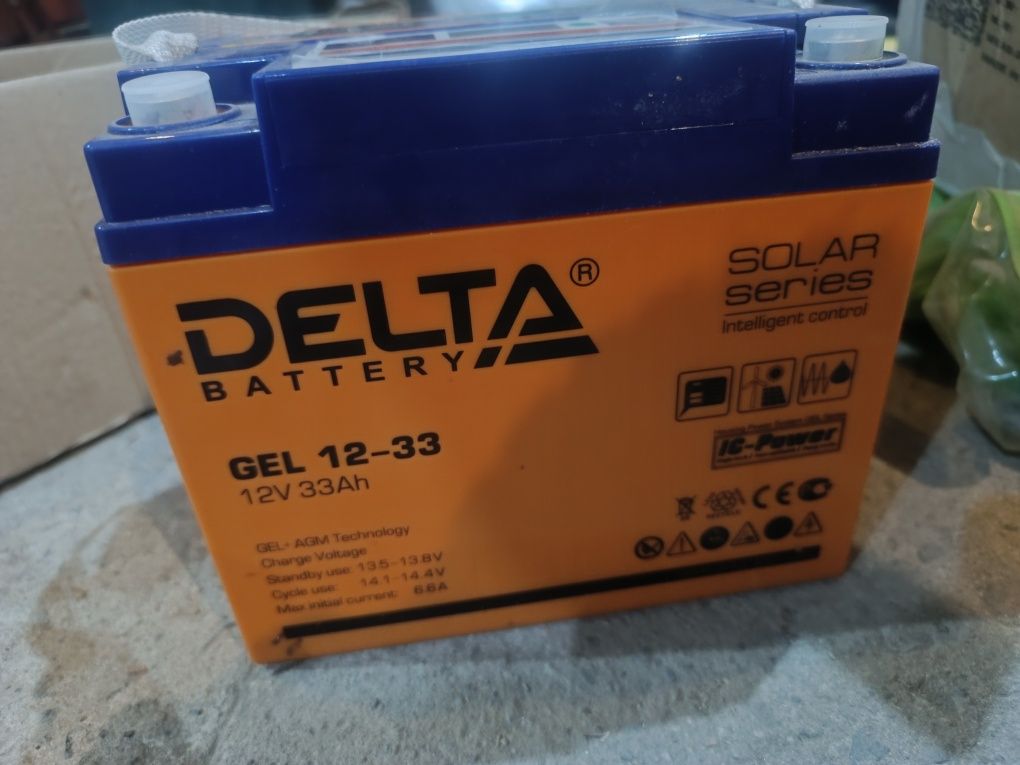 DELTA®
BATTERY
SOLAR
series
Intelligent control
GEL 12-33
12V 33Ah
IC-Power
GEL+ AGM Technology
Charge Voltage
Standby use: 13.5-13.8V
Cycle use: 14.1-14.4V
Max initial current: 6.6A
CE